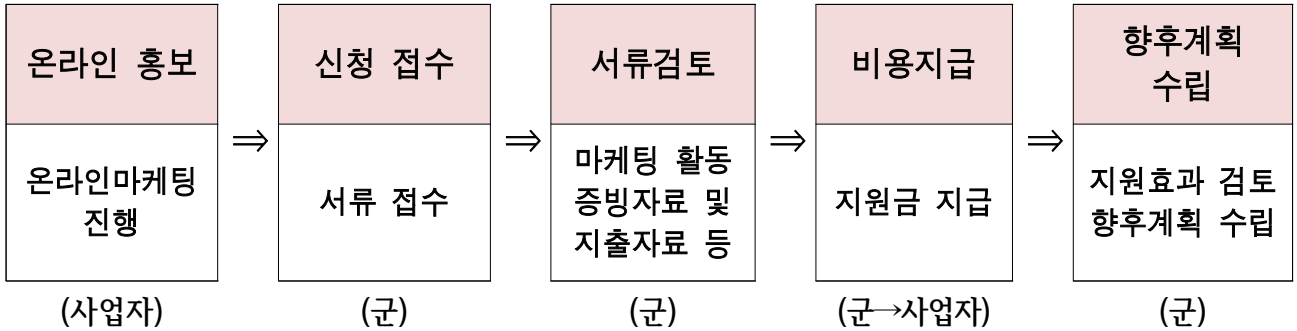 온라인 홍보
온라인마케팅
진행
(사업자)
⇒
신청 접수
서류 접수
(군)
⇒
서류검토
마케팅 활동
증빙자료 및
지출자료 등
(군)
⇒
비용지급
지원금 지급
(군→사업자)
⇒
향후계획
수립
지원효과 검토
향후계획 수립
(군)